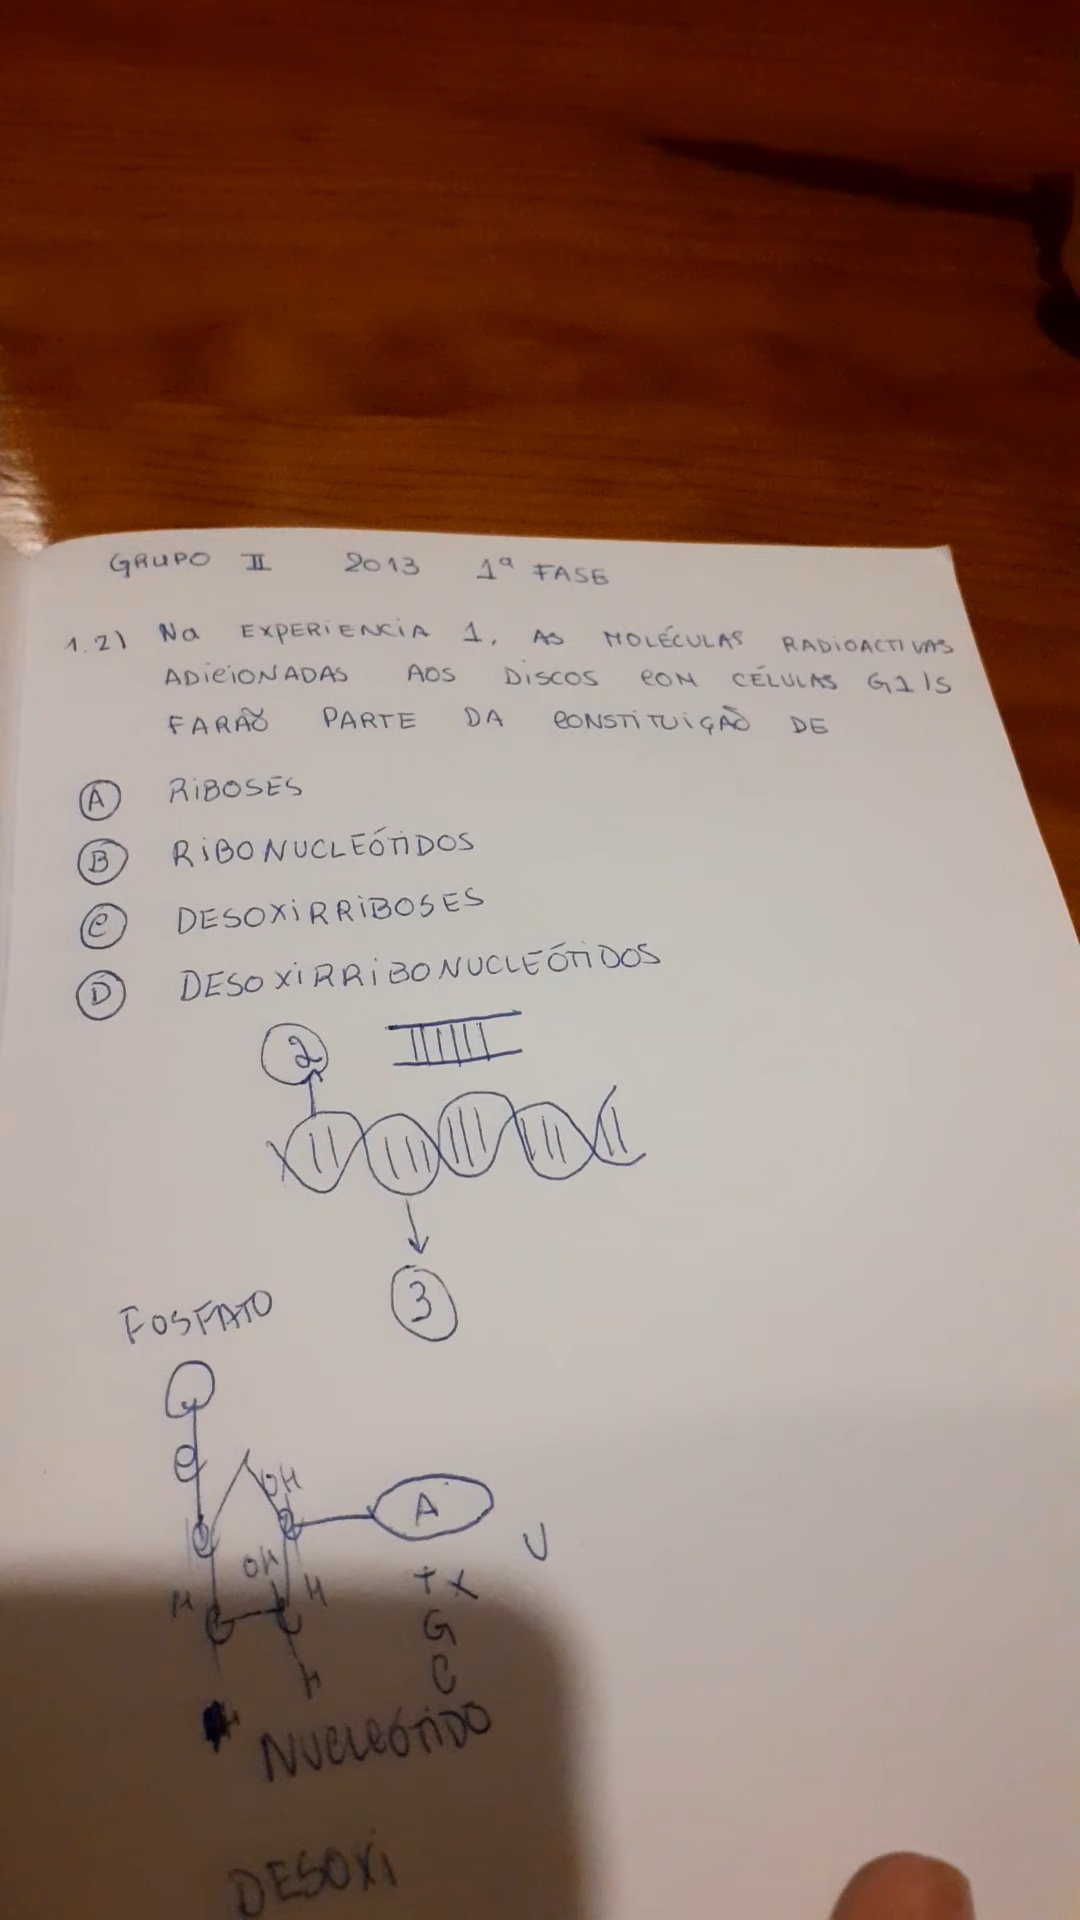 GRUPO II 2013 1ª FASE
1.2) Na EXPERIENCIA 1, AS MOLÉCULAS RADIOACTIVAS
ADICIONADAS AOS DISCOS COM CÉLULAS G1/S
FARÃO PARTE DA CONSTITUIÇÃO DE
A RIBOSES
B RIBONUCLEÓTIDOS
C DESOXIRRIBOSES
D DESOXIRRIBONUCLEÓTIDOS
2
3
FOSFATO
OH
A
U
OH
T X
H H
G
C
H
NUCLEÓTIDO
DESOXI